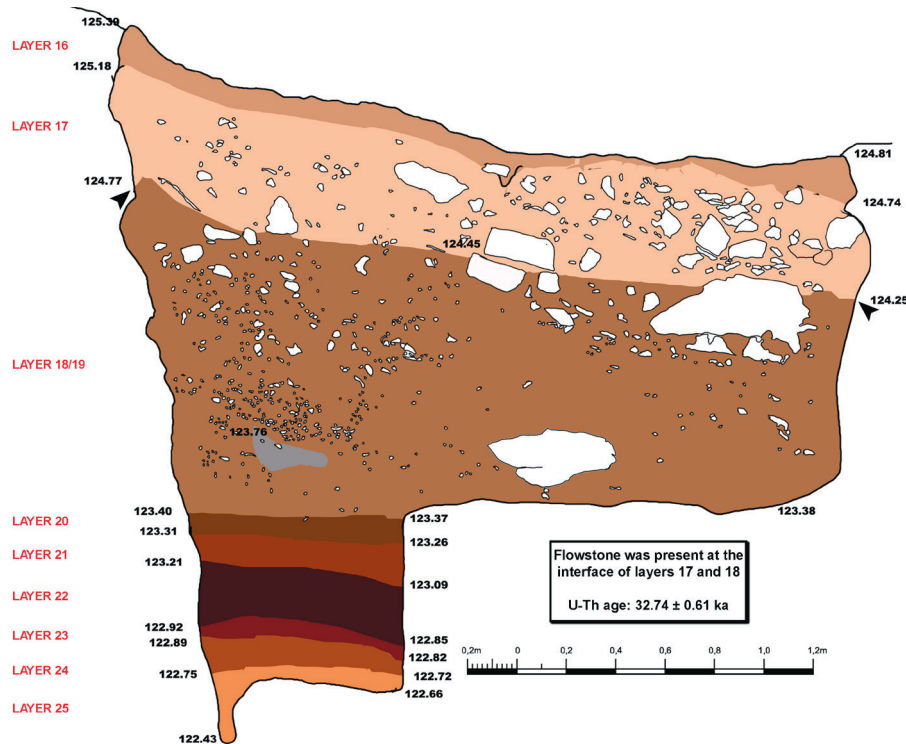 125.39
LAYER 16
125.18
LAYER 17
124.81
124.77
124.74
124.45
124.25
LAYER 18/19
123.76
123.40
123.37
123.38
LAYER 20
123.31
123.26
LAYER 21
123.21
123.09
LAYER 22
Flowstone was present at the
interface of layers 17 and 18
U-Th age: 32.74 ± 0.61 ka
122.92
LAYER 23
122.89
122.85
122.82
LAYER 24
122.75
122.72
122.66
LAYER 25
122.43
0,2m 0 0,2 0,4 0,6 0,8 1,0 1,2m